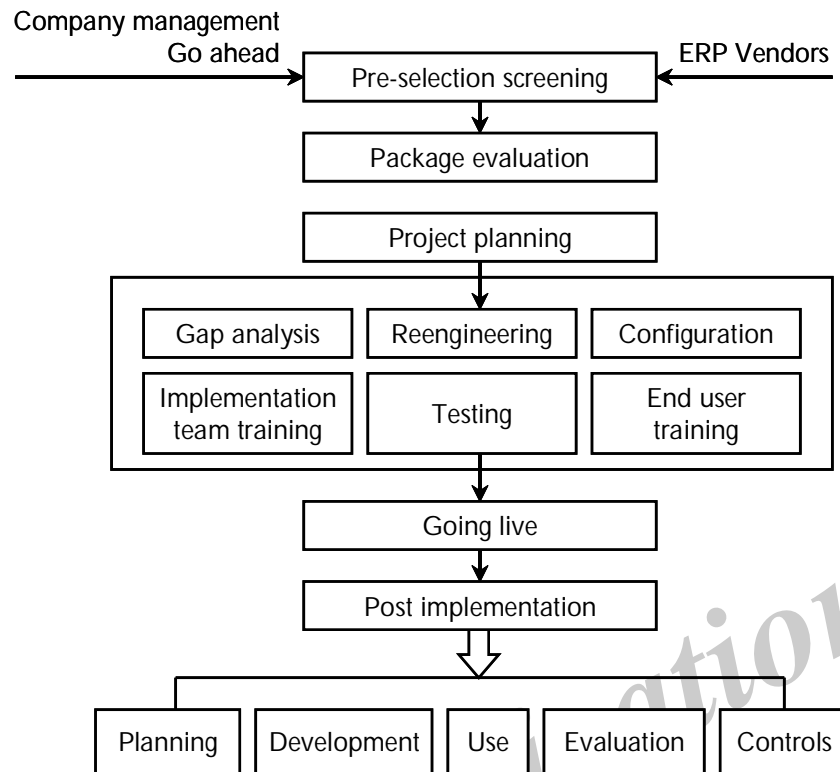 Company management
Go ahead
ERP Vendors
Pre-selection screening
Package evaluation
Project planning
Gap analysis
Reengineering
Configuration
Implementation
team training
Testing
End user
training
Going live
Post implementation
Planning
Development
Use
Evaluation
Controls